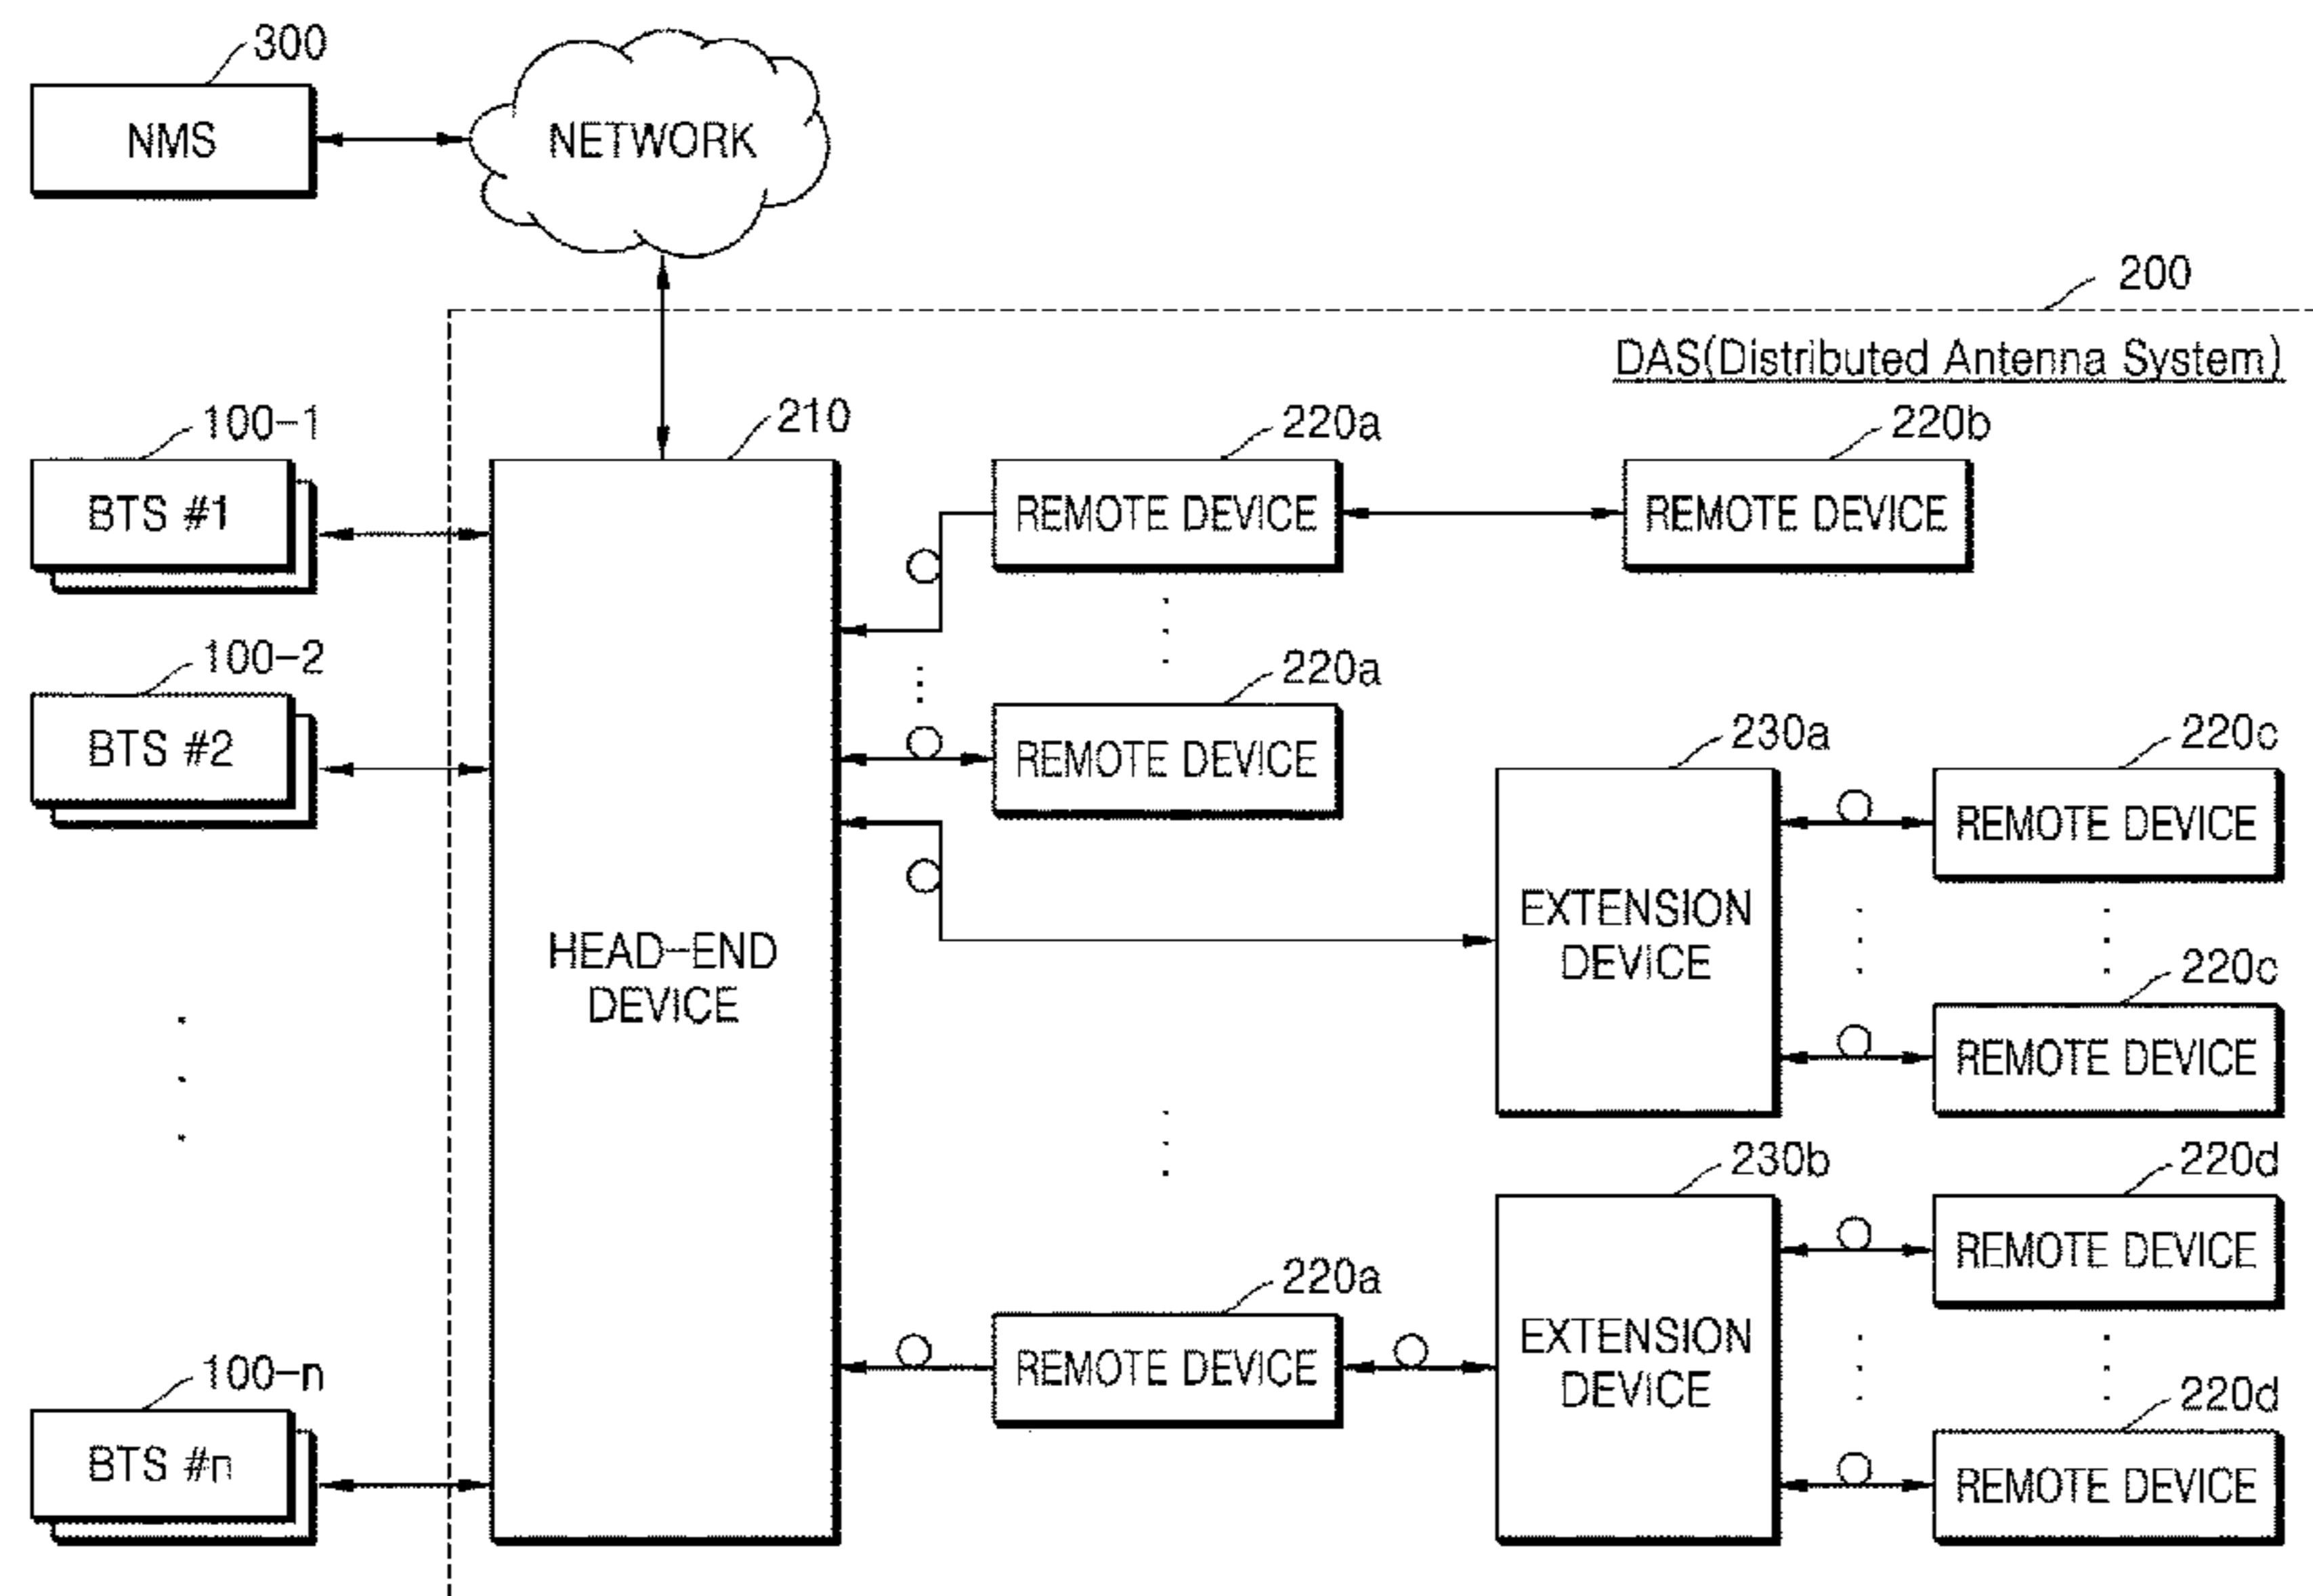 300
NMS
NETWORK
200
DAS(Distributed Antenna System)
100-1
210
220a
220b
BTS #1
REMOTE DEVICE
REMOTE DEVICE
100-2
220a
BTS #2
REMOTE DEVICE
230a
220c
REMOTE DEVICE
EXTENSION
DEVICE
HEAD-END
DEVICE
220c
REMOTE DEVICE
230b
220d
REMOTE DEVICE
220a
EXTENSION
DEVICE
REMOTE DEVICE
100-n
220d
BTS #n
REMOTE DEVICE